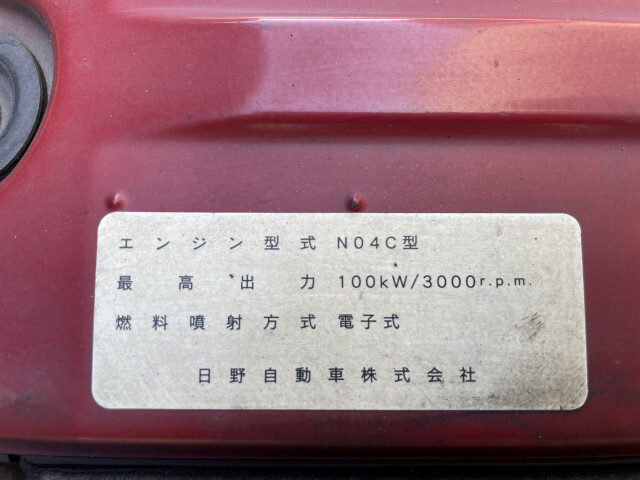 エンジン型式 N04C型
最高出力 100kW/3000r.p.m.
燃料噴射方式 電子式
日野自動車株式会社